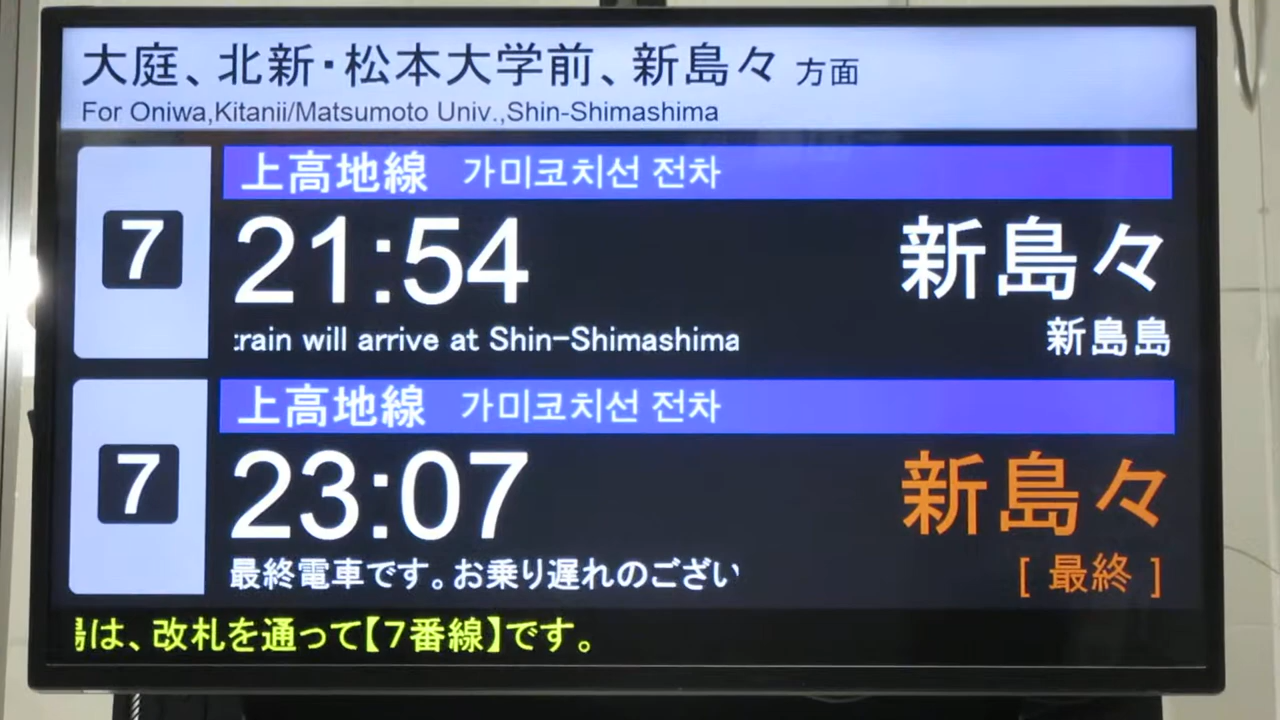 大庭、北新・松本大学前、新島々 方面
For Oniwa,Kitanii/Matsumoto Univ.,Shin-Shimashima
上高地線 가미코치선 전차
7 21:54 新島々
rain will arrive at Shin-Shimashima 新島島
上高地線 가미코치선 전차
7 23:07 新島々
最終電車です。お乗り遅れのござい [ 最終 ]
は、改札を通って【7番線】です。